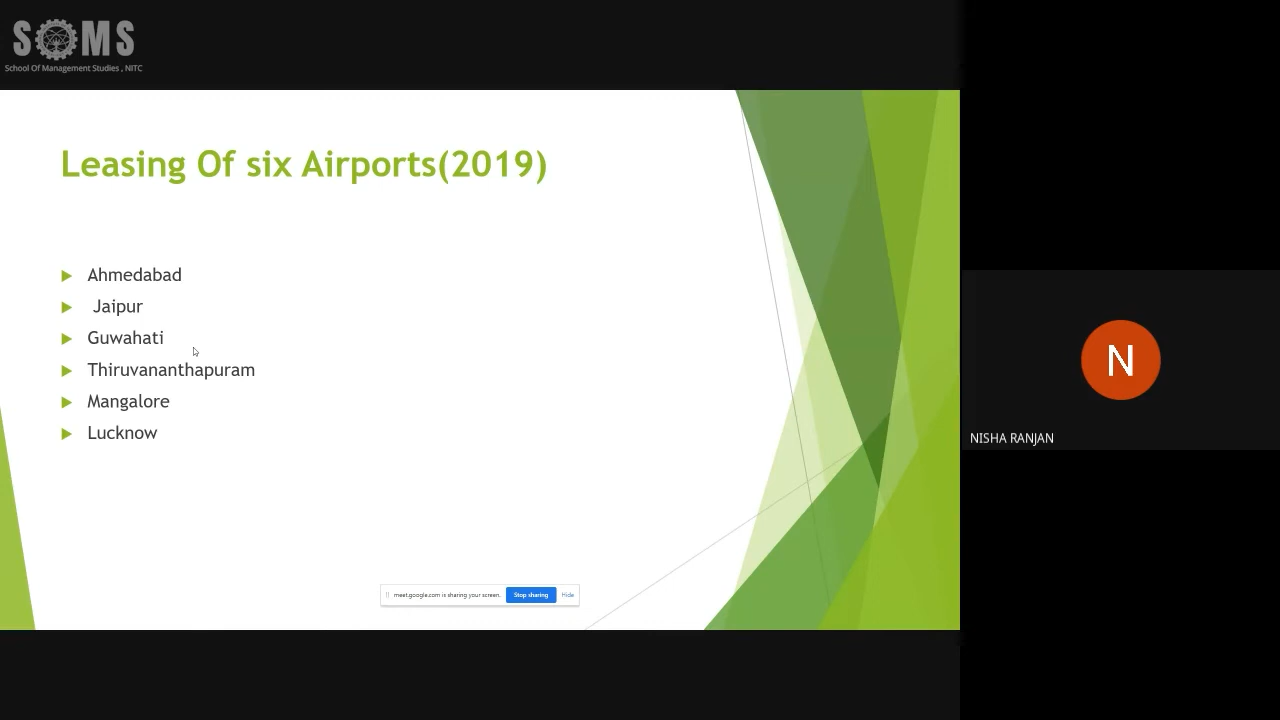 SOMS
School Of Management Studies , NITC
Leasing Of six Airports(2019)
Ahmedabad
Jaipur
Guwahati
Thiruvananthapuram
Mangalore
Lucknow
meet.google.com is sharing your screen. Stop sharing Hide
N
NISHA RANJAN